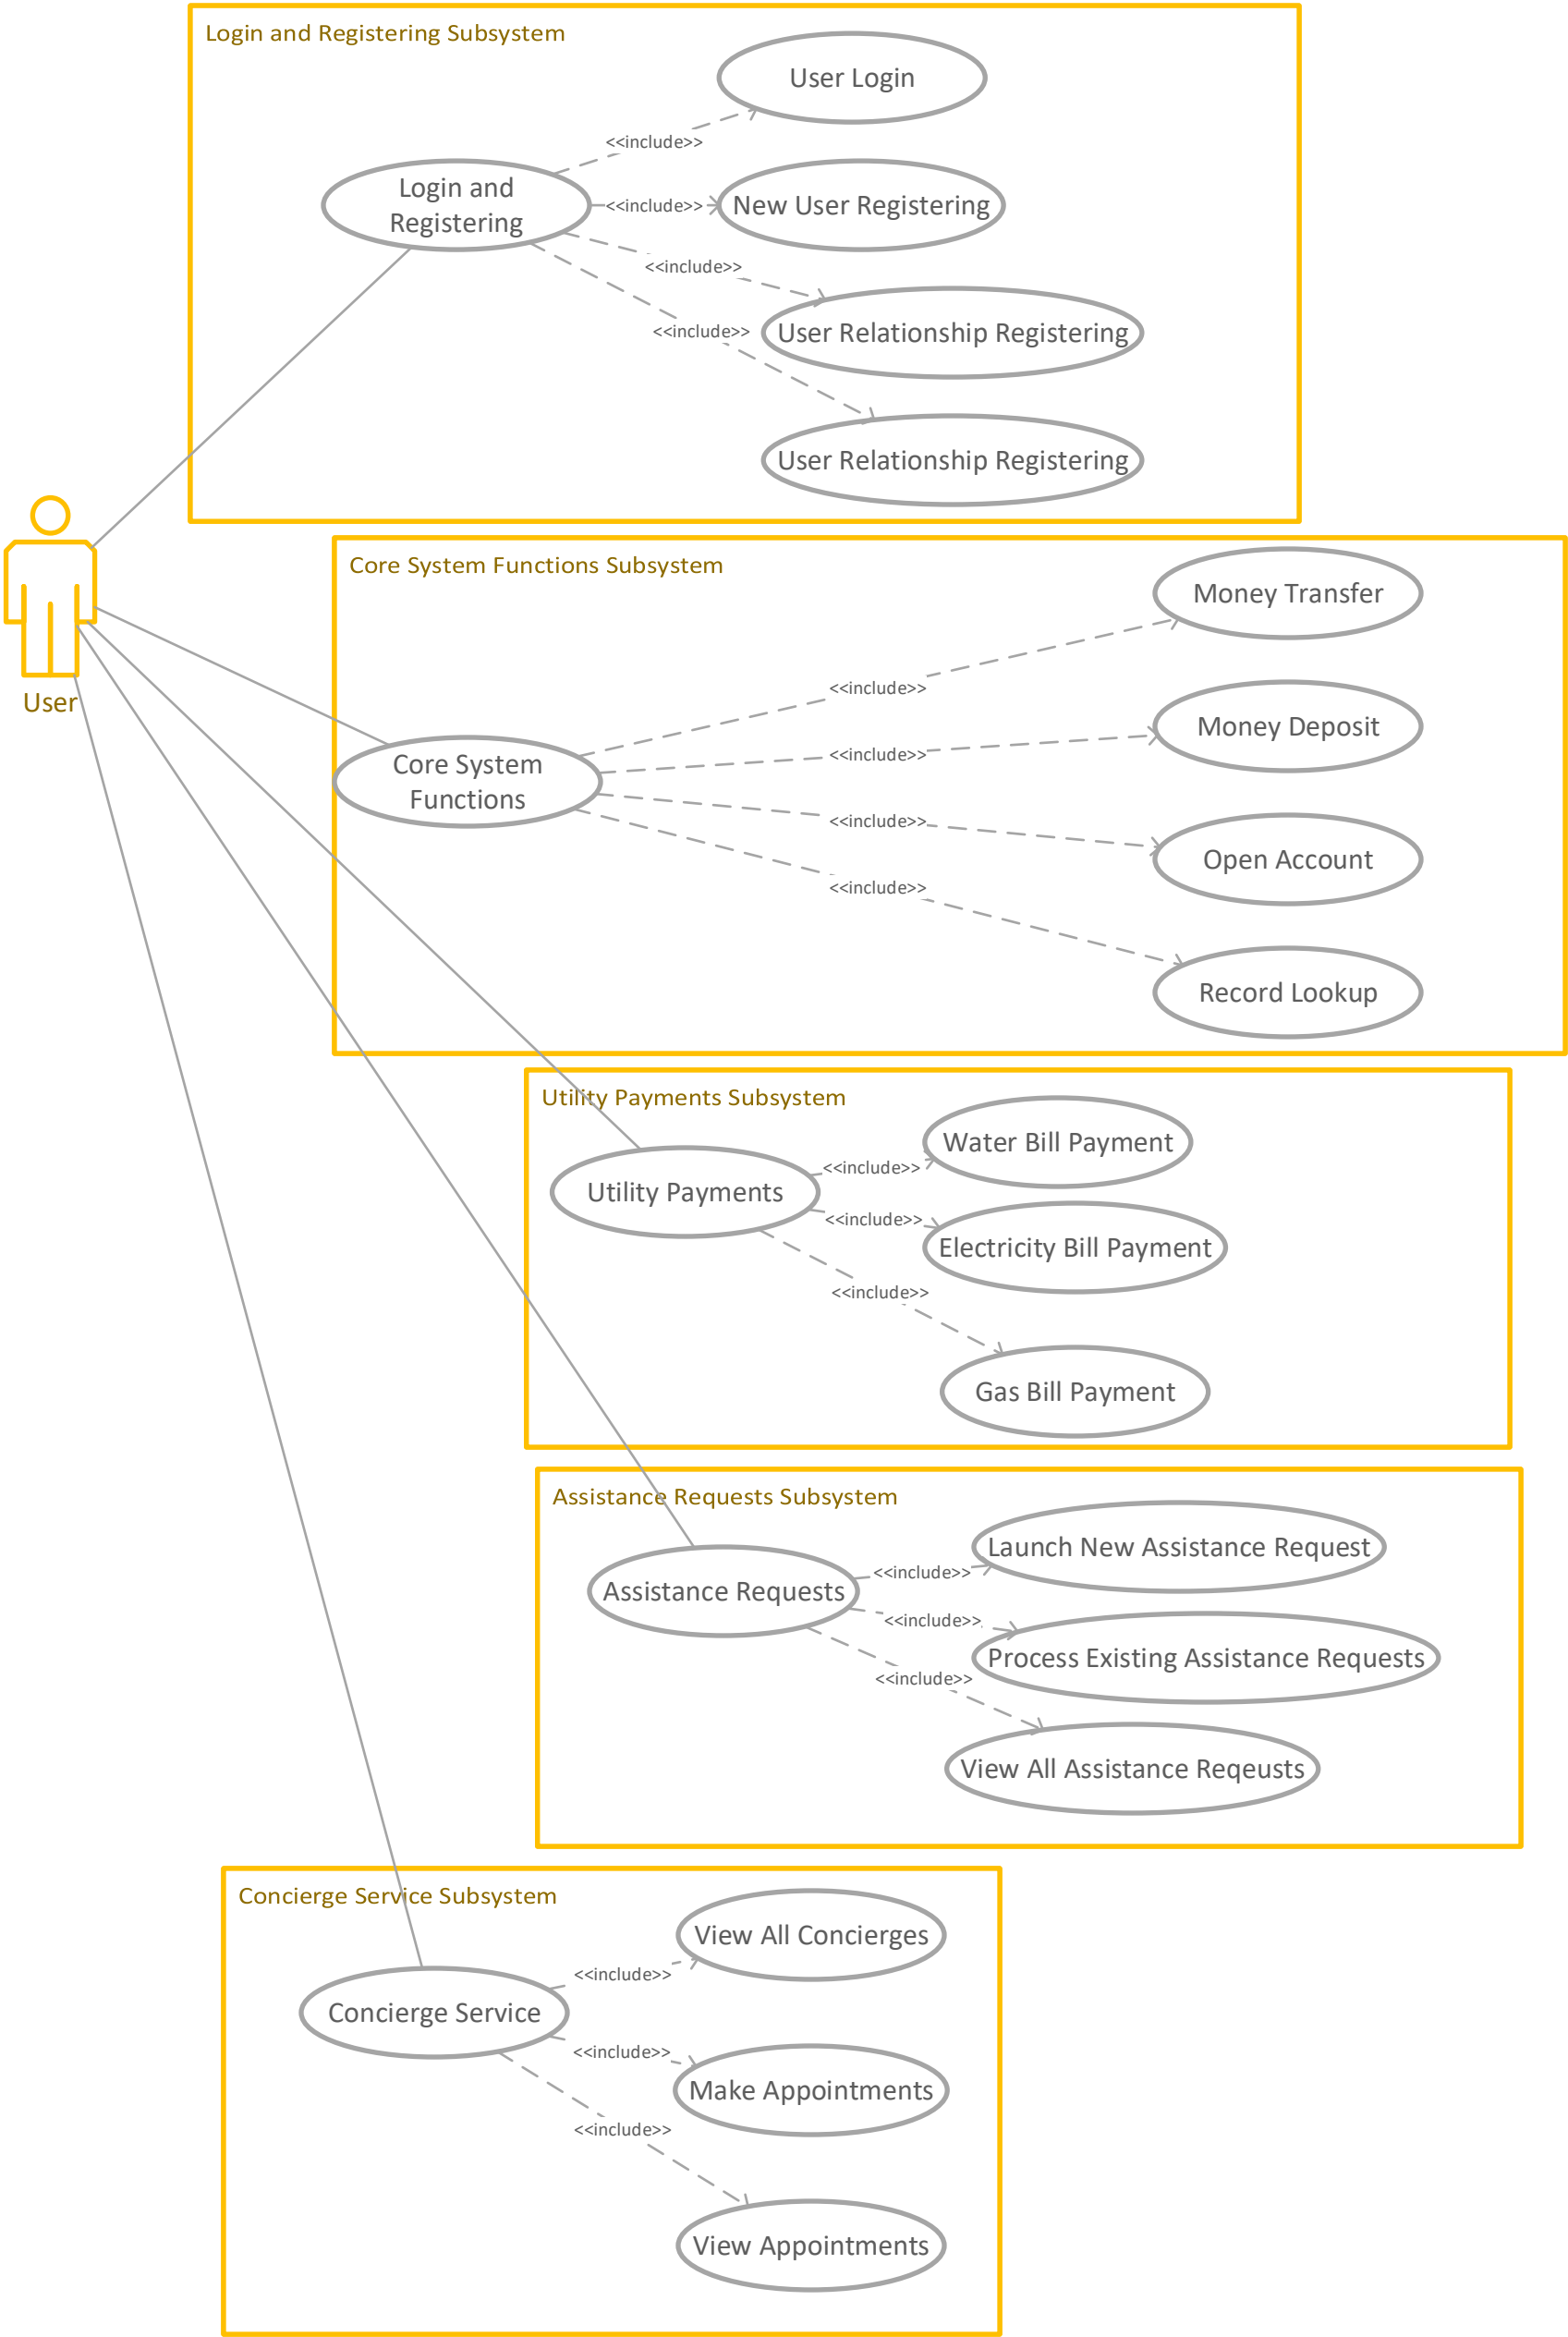 Login and Registering Subsystem
User Login
<<include>>
Login and
Registering
<<include>>
New User Registering
<<include>>
User Relationship Registering
<<include>>
User Relationship Registering
User
Core System Functions Subsystem
Money Transfer
<<include>>
Money Deposit
<<include>>
Core System
Functions
<<include>>
Open Account
<<include>>
Record Lookup
Utility Payments Subsystem
Water Bill Payment
<<include>>
Utility Payments
<<include>>
Electricity Bill Payment
<<include>>
Gas Bill Payment
Assistance Requests Subsystem
Launch New Assistance Request
<<include>>
Assistance Requests
<<include>>
Process Existing Assistance Requests
<<include>>
View All Assistance Reqeusts
Concierge Service Subsystem
View All Concierges
<<include>>
Concierge Service
<<include>>
Make Appointments
<<include>>
View Appointments